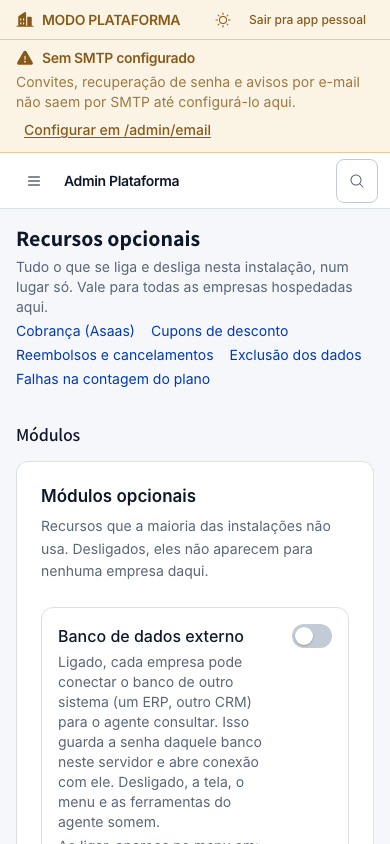 MODO PLATAFORMA
Sair pra app pessoal
Sem SMTP configurado
Convites, recuperação de senha e avisos por e-mail
não saem por SMTP até configurá-lo aqui.
Configurar em /admin/email
Admin Plataforma
Recursos opcionais
Tudo o que se liga e desliga nesta instalação, num
lugar só. Vale para todas as empresas hospedadas
aqui.
Cobrança (Asaas) Cupons de desconto
Reembolsos e cancelamentos Exclusão dos dados
Falhas na contagem do plano
Módulos
Módulos opcionais
Recursos que a maioria das instalações não
usa. Desligados, eles não aparecem para
nenhuma empresa daqui.
Banco de dados externo
Ligado, cada empresa pode
conectar o banco de outro
sistema (um ERP, outro CRM)
para o agente consultar. Isso
guarda a senha daquele banco
neste servidor e abre conexão
com ele. Desligado, a tela, o
menu e as ferramentas do
agente somem.